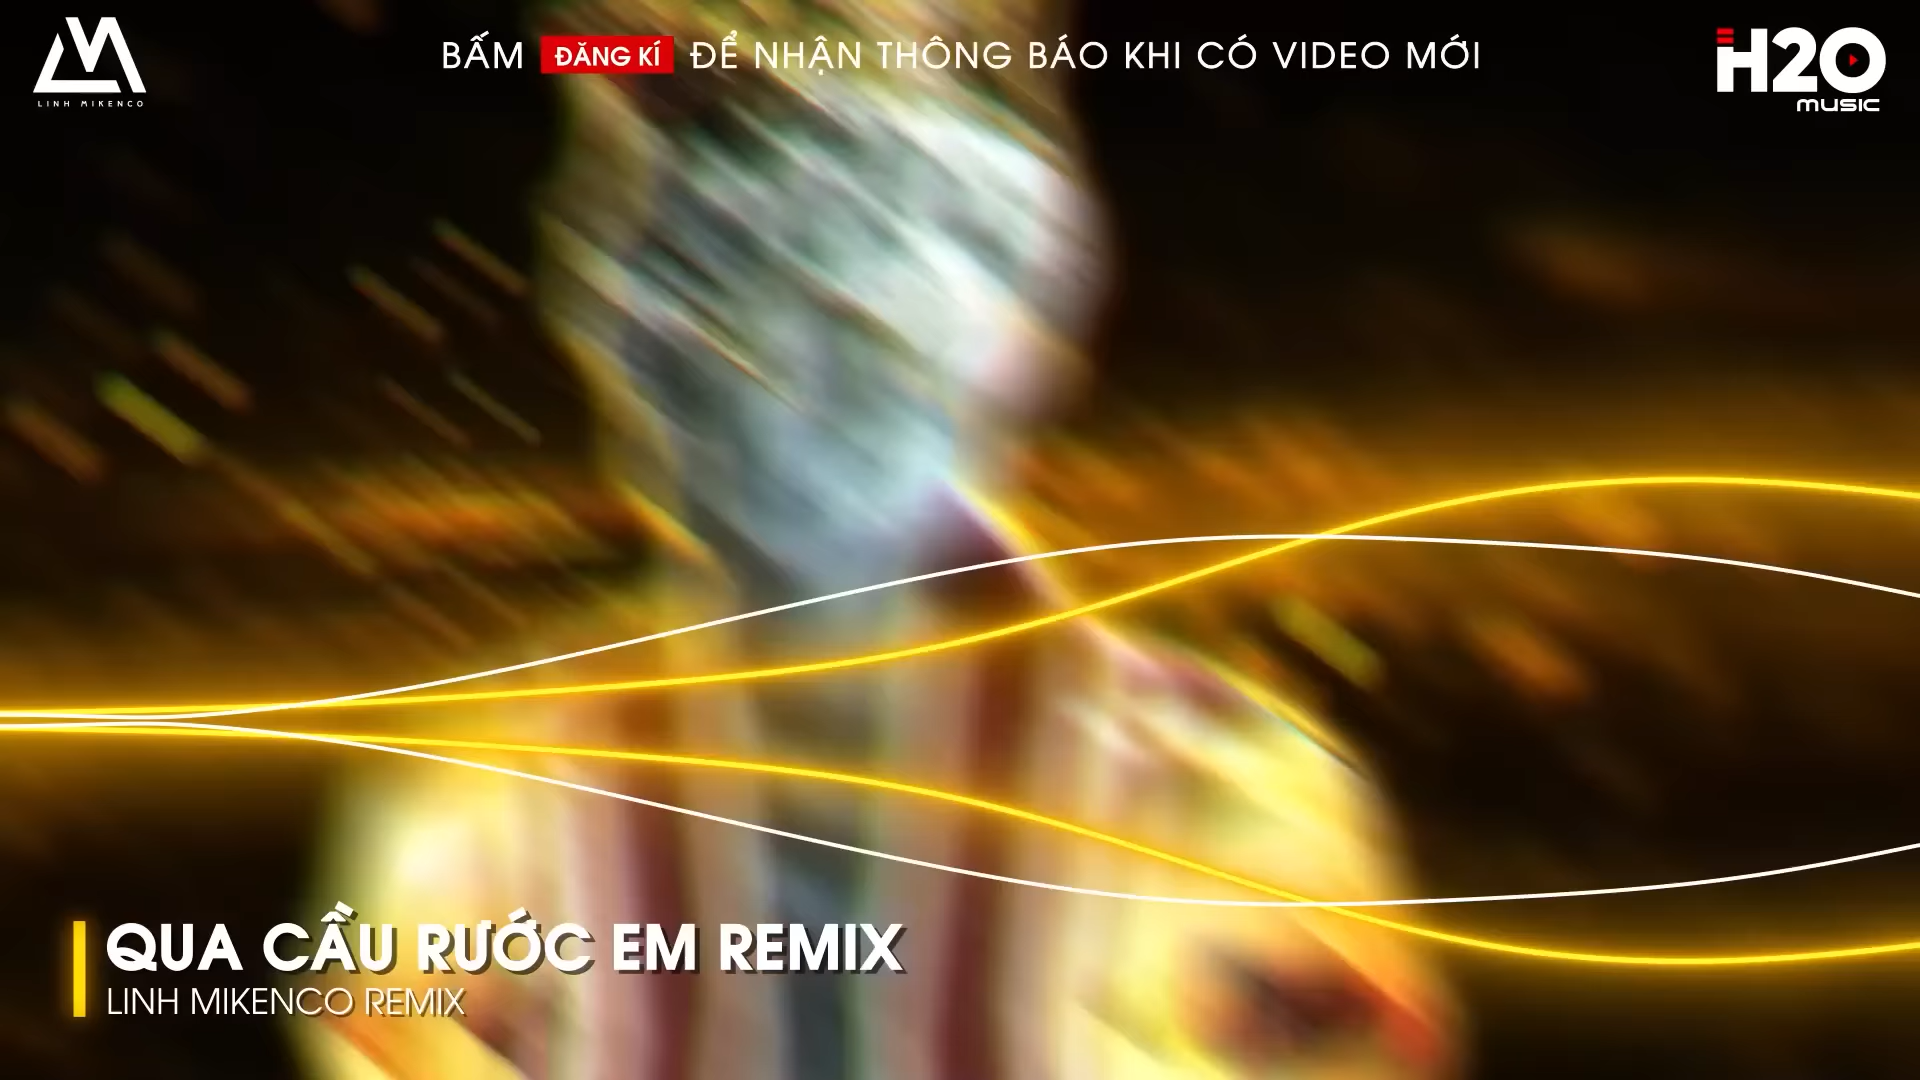 LINH MIKENCO
BẤM ĐĂNG KÍ ĐỂ NHẬN THÔNG BÁO KHI CÓ VIDEO MỚI
H2O
MUSIC
QUA CẦU RƯỚC EM REMIX
LINH MIKENCO REMIX